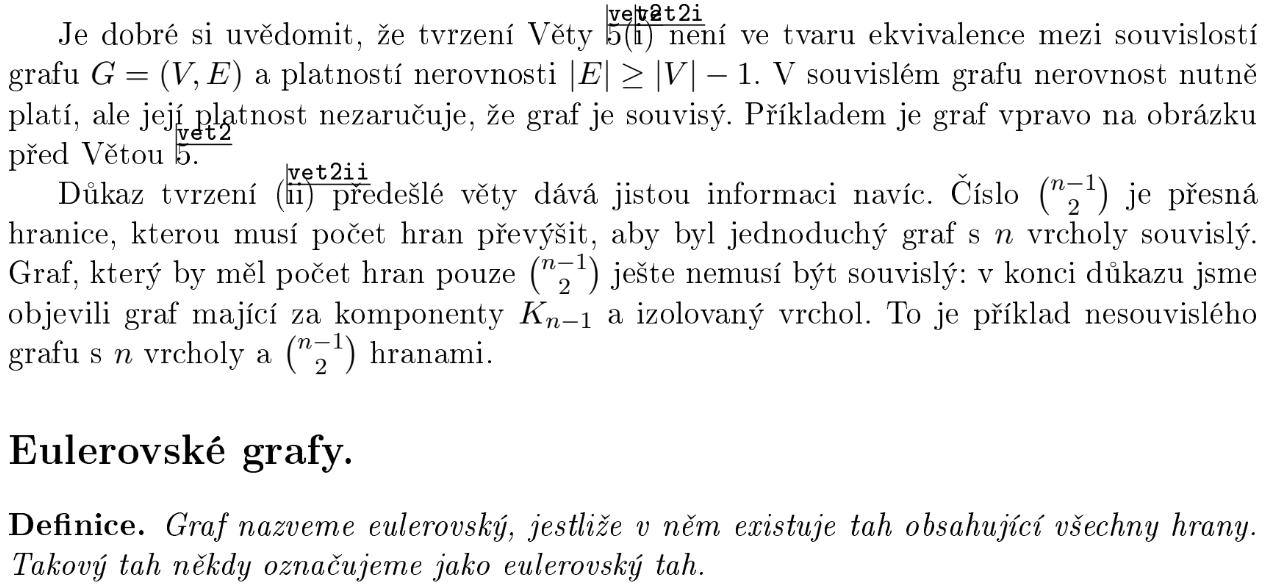 Je dobré si uvědomit, že tvrzení Věty 5(i) není ve tvaru ekvivalence mezi souvislostí
grafu G = (V, E) a platností nerovnosti |E| ≥ |V| − 1. V souvislém grafu nerovnost nutně
platí, ale její platnost nezaručuje, že graf je souvisý. Příkladem je graf vpravo na obrázku
vet2
před Větou 5.
vet2ii
Důkaz tvrzení (ii) předešlé věty dává jistou informaci navíc. Číslo \binom{n−1}{2} je přesná
hranice, kterou musí počet hran převýšit, aby byl jednoduchý graf s n vrcholy souvislý.
Graf, který by měl počet hran pouze \binom{n−1}{2} ješte nemusí být souvislý: v konci důkazu jsme
objevili graf mající za komponenty K_{n−1} a izolovaný vrchol. To je příklad nesouvislého
grafu s n vrcholy a \binom{n−1}{2} hranami.
Eulerovské grafy.
Definice. Graf nazveme eulerovský, jestliže v něm existuje tah obsahující všechny hrany.
Takový tah někdy označujeme jako eulerovský tah.